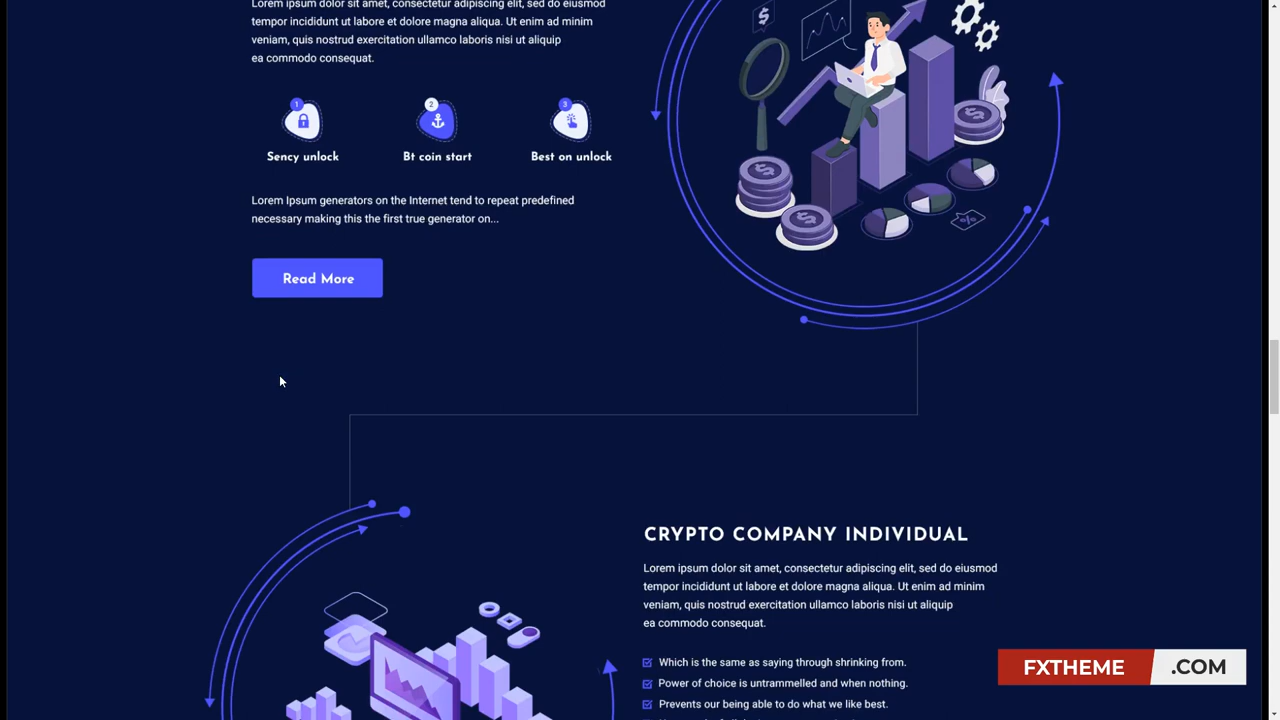 Lorem ipsum dolor sit amet, consectetur adipiscing elit, sed do eiusmod
tempor incididunt ut labore et dolore magna aliqua. Ut enim ad minim
veniam, quis nostrud exercitation ullamco laboris nisi ut aliquip
ea commodo consequat.
1
2
3
Sency unlock
Bt coin start
Best on unlock
Lorem Ipsum generators on the Internet tend to repeat predefined
necessary making this the first true generator on...
Read More
$
$
$
$
%
CRYPTO COMPANY INDIVIDUAL
Lorem ipsum dolor sit amet, consectetur adipiscing elit, sed do eiusmod
tempor incididunt ut labore et dolore magna aliqua. Ut enim ad minim
veniam, quis nostrud exercitation ullamco laboris nisi ut aliquip
ea commodo consequat.
Which is the same as saying through shrinking from.
Power of choice is untrammelled and when nothing.
Prevents our being able to do what we like best.
FXTHEME .COM